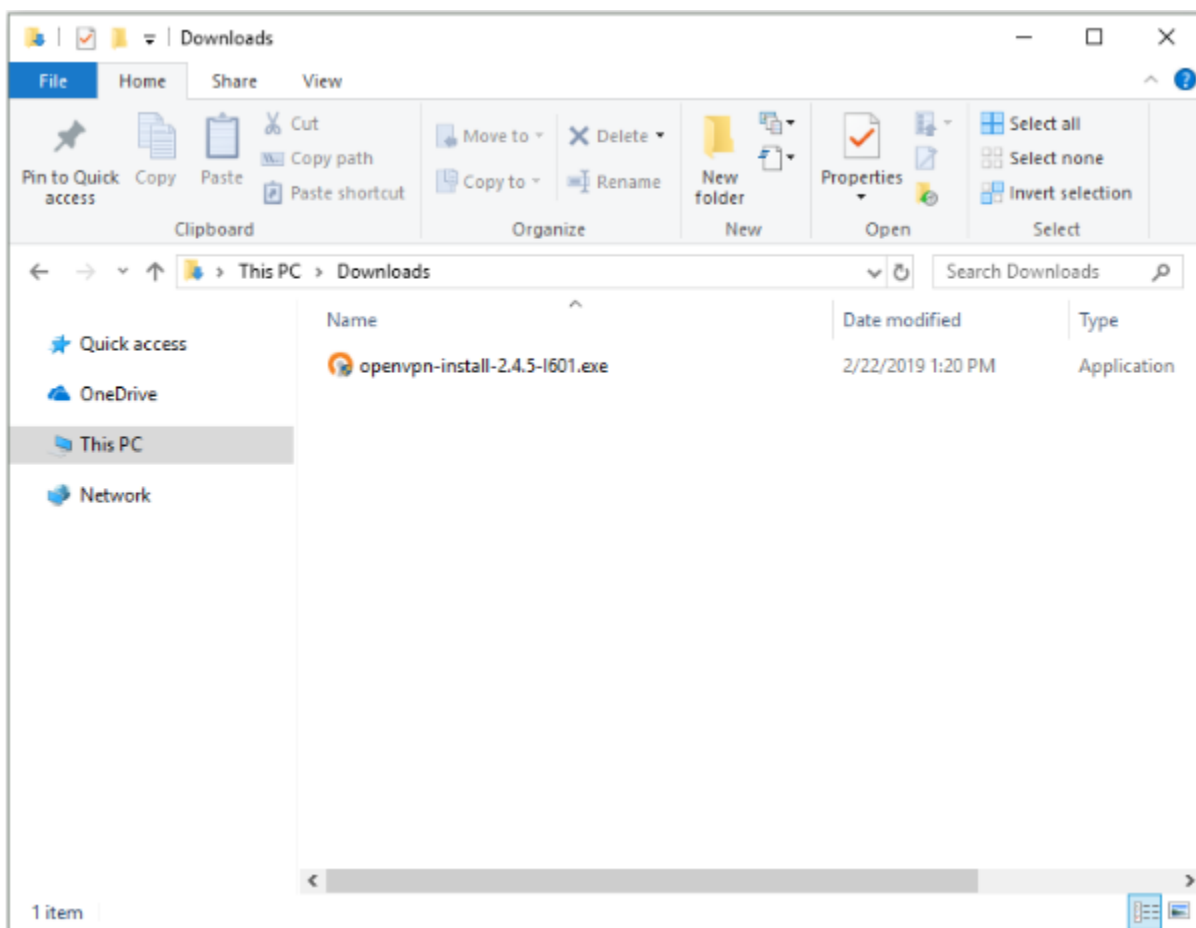 Downloads
File Home Share View
Pin to Quick access
Copy
Paste
Cut
Copy path
Paste shortcut
Clipboard
Move to
Copy to
Delete
Rename
Organize
New folder
New
Properties
Open
Select all
Select none
Invert selection
Select
This PC > Downloads
Search Downloads
Quick access
OneDrive
This PC
Network
Name Date modified Type
openvpn-install-2.4.5-I601.exe 2/22/2019 1:20 PM Application
1 item